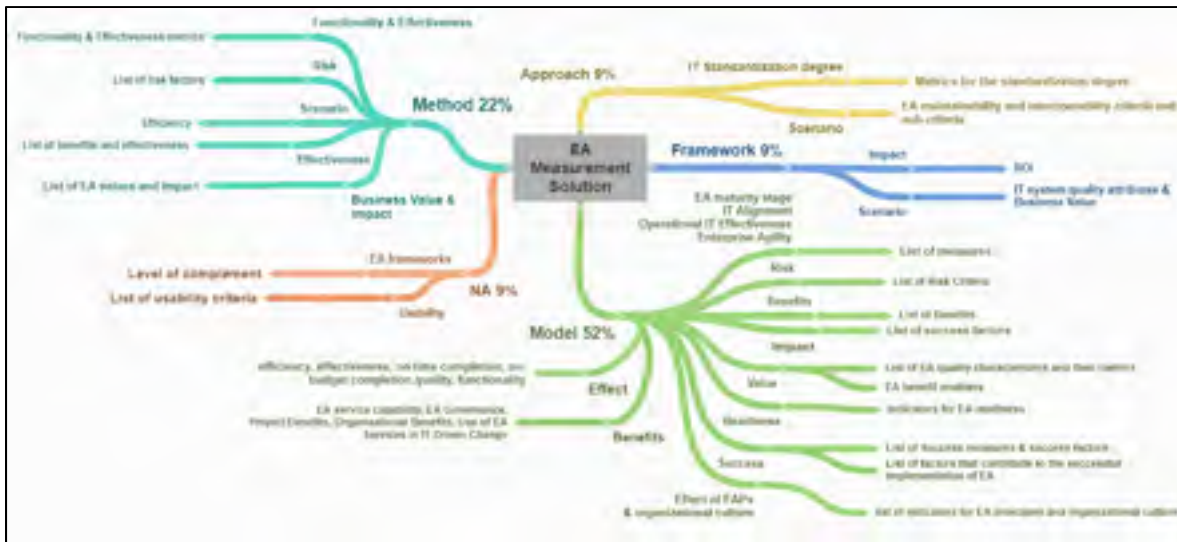 Functionality & Effectiveness
Functionality & Effectiveness metrics
Risk
List of risk factors
Scenario
Efficiency
List of benefits and effectiveness
Effectiveness
List of EA values and impact
Business Value &
Impact
Method 22%
Approach 9%
IT Standardization degree
Metrics for the standardization degree
EA maintainability and interoperability criteria and
sub-criteria
Scenario
EA
Measurement
Solution
Framework 9%
Impact
ROI
IT system quality attributes &
Business Value
Scenario
EA frameworks
Level of complement
List of usability criteria
NA 9%
Usability
EA maturity stage
IT Alignment
Operational IT Effectiveness
Enterprise Agility
List of measures
Risk
List of Risk Criteria
Benefits
List of Benefits
List of success factors
Model 52%
Impact
List of EA quality characteristics and their metrics
EA benefit enablers
Value
Indicators for EA readiness
Readiness
List of success measures & success factors
List of factors that contribute in the successful
implementation of EA
Success
Effect of EAPs
& organizational culture
list of indicators for EA principles and organizational culture
efficiency, effectiveness, on-time completion, on-
budget completion, quality, functionality
Effect
EA service capability, EA Governance,
Project Benefits, Organisational Benefits, Use of EA
Services in IT Driven Change
Benefits